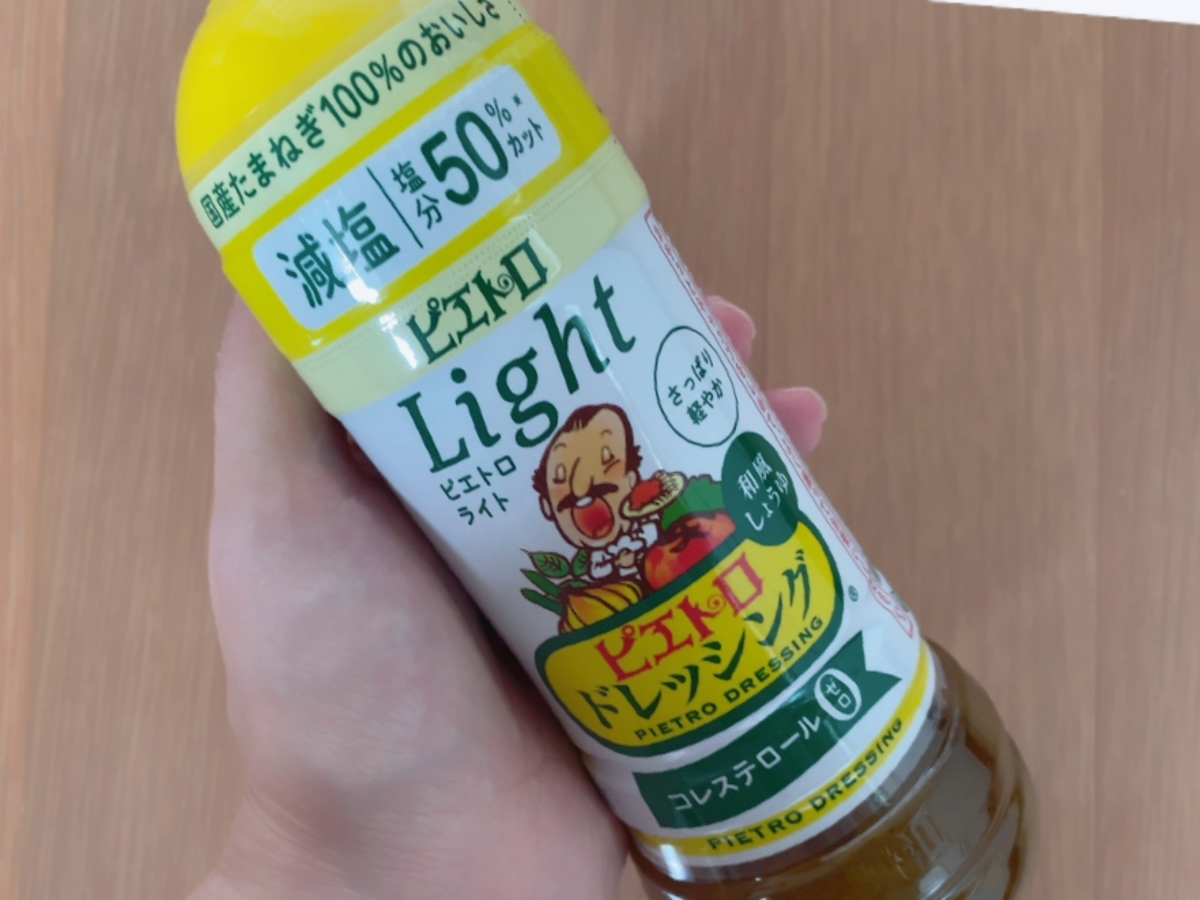 国産たまねぎ100%のおいしさ
減塩
塩分50%*カット
ピエトロ
Light
ピエトロ
ライト
さっぱり
軽やか
和風
しょうゆ
ピエトロ
ドレッシング
®
PIETRO DRESSING
コレステロールゼロ
PIETRO DRESSING